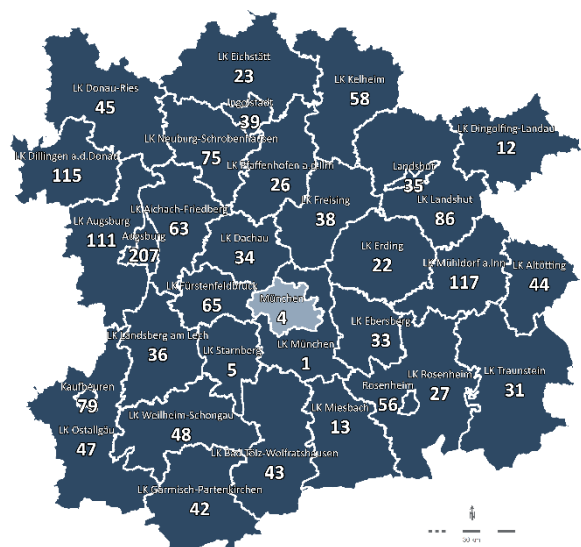 LK Eichstätt
23
LK Donau-Ries
45
LK Kelheim
58
Ingolstadt
39
LK Neuburg-Schrobenhausen
75
LK Dingolfing-Landau
12
LK Dillingen a.d.Donau
115
LK Pfaffenhofen a.d.Ilm
26
Landshut
35
LK Landshut
86
LK Freising
38
LK Aichach-Friedberg
63
LK Augsburg
111
Augsburg
207
LK Dachau
34
LK Erding
22
LK Mühldorf a.Inn
117
LK Altötting
44
LK Fürstenfeldbruck
65
München
4
LK Ebersberg
33
LK Landsberg am Lech
36
LK Starnberg
5
LK München
1
LK Traunstein
31
LK Rosenheim
27
Rosenheim
56
Kaufbeuren
79
LK Miesbach
13
LK Weilheim-Schongau
48
LK Ostallgäu
47
LK Bad Tölz-Wolfratshausen
43
LK Garmisch-Partenkirchen
42
N
30 km